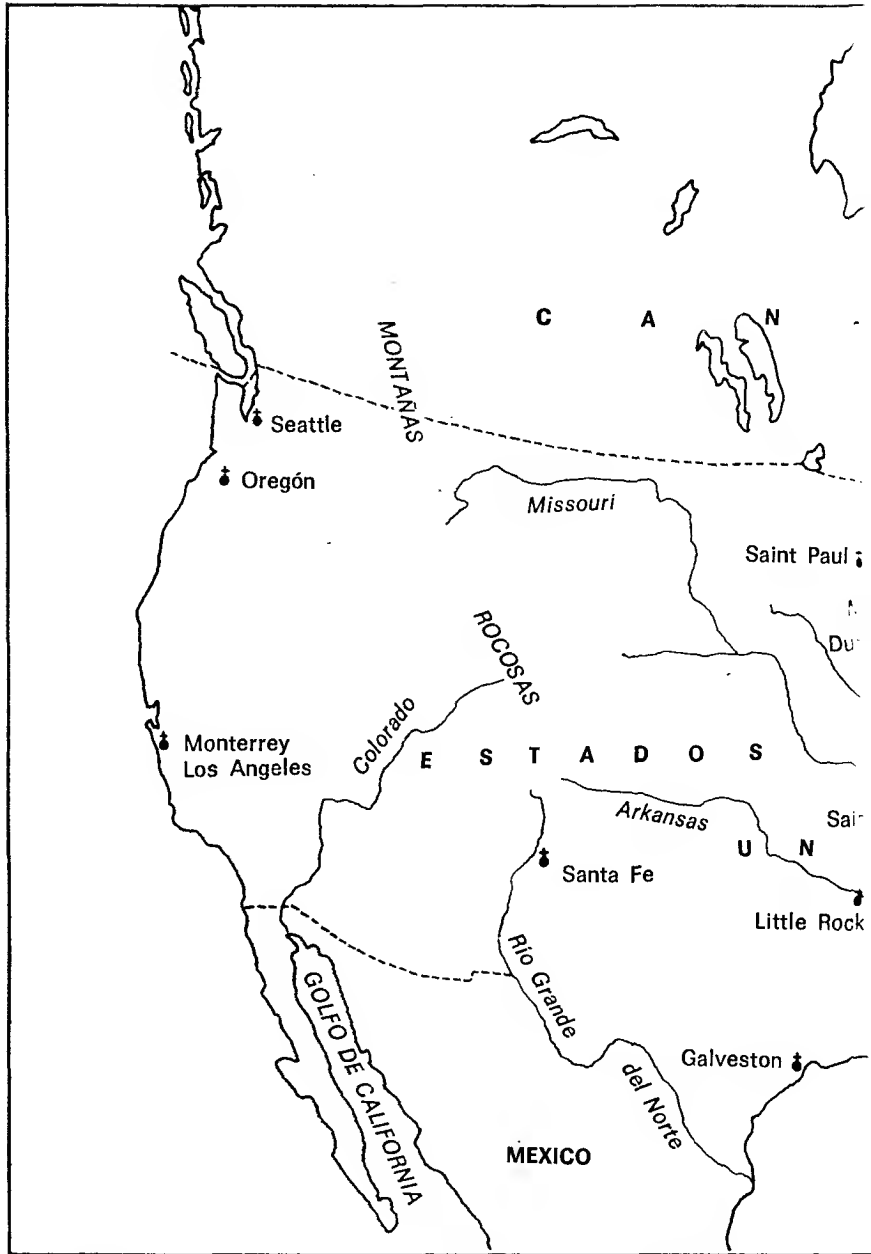 C A N
MONTAÑAS
Seattle
Oregón
Missouri
Saint Paul
ROCOSAS
Colorado
Monterrey
Los Angeles
E S T A D O S
Arkansas
U N
Santa Fe
Little Rock
Río Grande
del Norte
Galveston
GOLFO DE CALIFORNIA
MEXICO